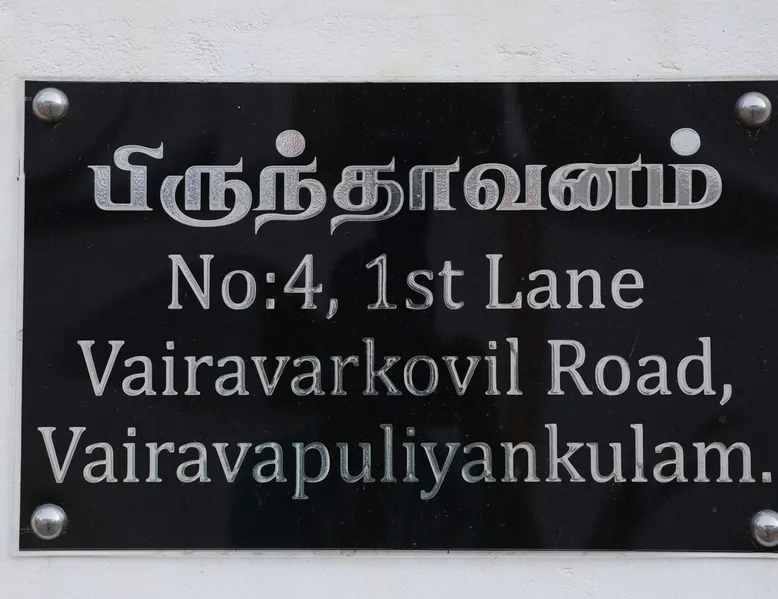 பிருந்தாவனம்
No:4, 1st Lane
Vairavarkovil Road,
Vairavapuliyankulam.